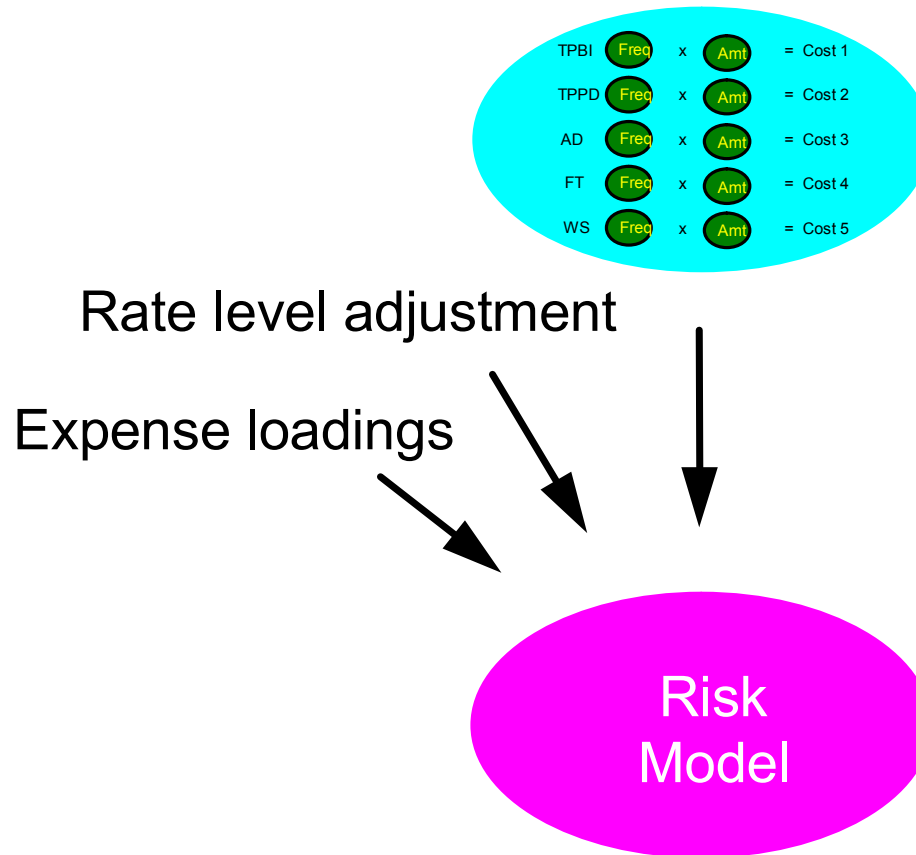 TPBI Freq x Amt = Cost 1
TPPD Freq x Amt = Cost 2
AD Freq x Amt = Cost 3
FT Freq x Amt = Cost 4
WS Freq x Amt = Cost 5
Rate level adjustment
Expense loadings
Risk
Model